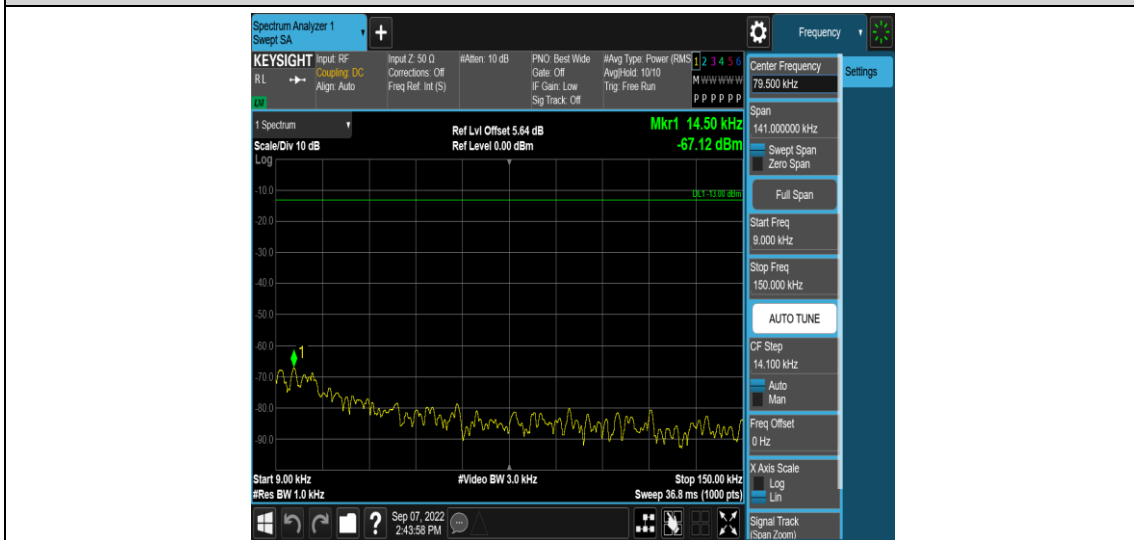 Spectrum Analyzer 1
Swept SA
Frequency
KEYSIGHT
RL
Input: RF
Coupling: DC
Align: Auto
Input Z: 50 Ω
Corrections: Off
Freq Ref: Int (S)
#Atten: 10 dB
PNO: Best Wide
Gate: Off
IF Gain: Low
Sig Track: Off
#Avg Type: Power (RMS
Avg|Hold: 10/10
Trig: Free Run
1 2 3 4 5 6
M W W W W W
P P P P P P
1 Spectrum
Scale/Div 10 dB
Ref Lvl Offset 5.64 dB
Ref Level 0.00 dBm
Mkr1 14.50 kHz
-67.12 dBm
Log
DL1 -13.00 dBm
-10.0
-20.0
-30.0
-40.0
-50.0
-60.0
-70.0
-80.0
-90.0
1
Start 9.00 kHz
#Res BW 1.0 kHz
#Video BW 3.0 kHz
Stop 150.00 kHz
Sweep 36.8 ms (1000 pts)
Center Frequency
79.500 kHz
Settings
Span
141.000000 kHz
Swept Span
Zero Span
Full Span
Start Freq
9.000 kHz
Stop Freq
150.000 kHz
AUTO TUNE
CF Step
14.100 kHz
Auto
Man
Freq Offset
0 Hz
X Axis Scale
Log
Lin
Signal Track
(Span Zoom)
?
Sep 07, 2022
2:43:58 PM